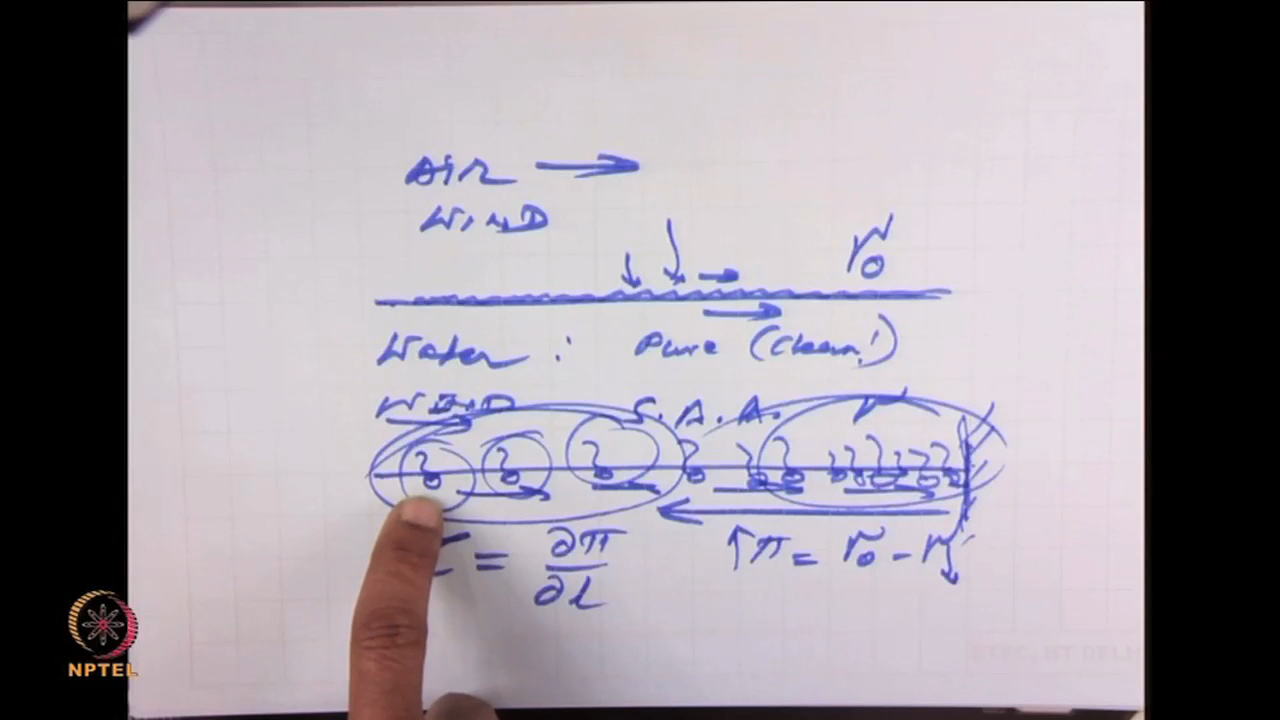 AIR →
WIND
γ₀
Water : Pure (Clean!)
WIND S.A.A. γ
τ = ∂π/∂l ↑π = γ₀ - γ↓
NPTEL